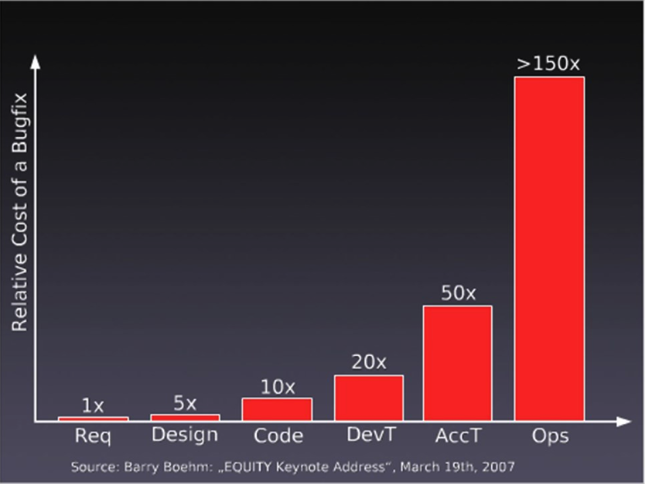 >150x
50x
20x
10x
5x
1x
Relative Cost of a Bugfix
Req Design Code DevT AccT Ops
Source: Barry Boehm: „EQUITY Keynote Address“, March 19th, 2007